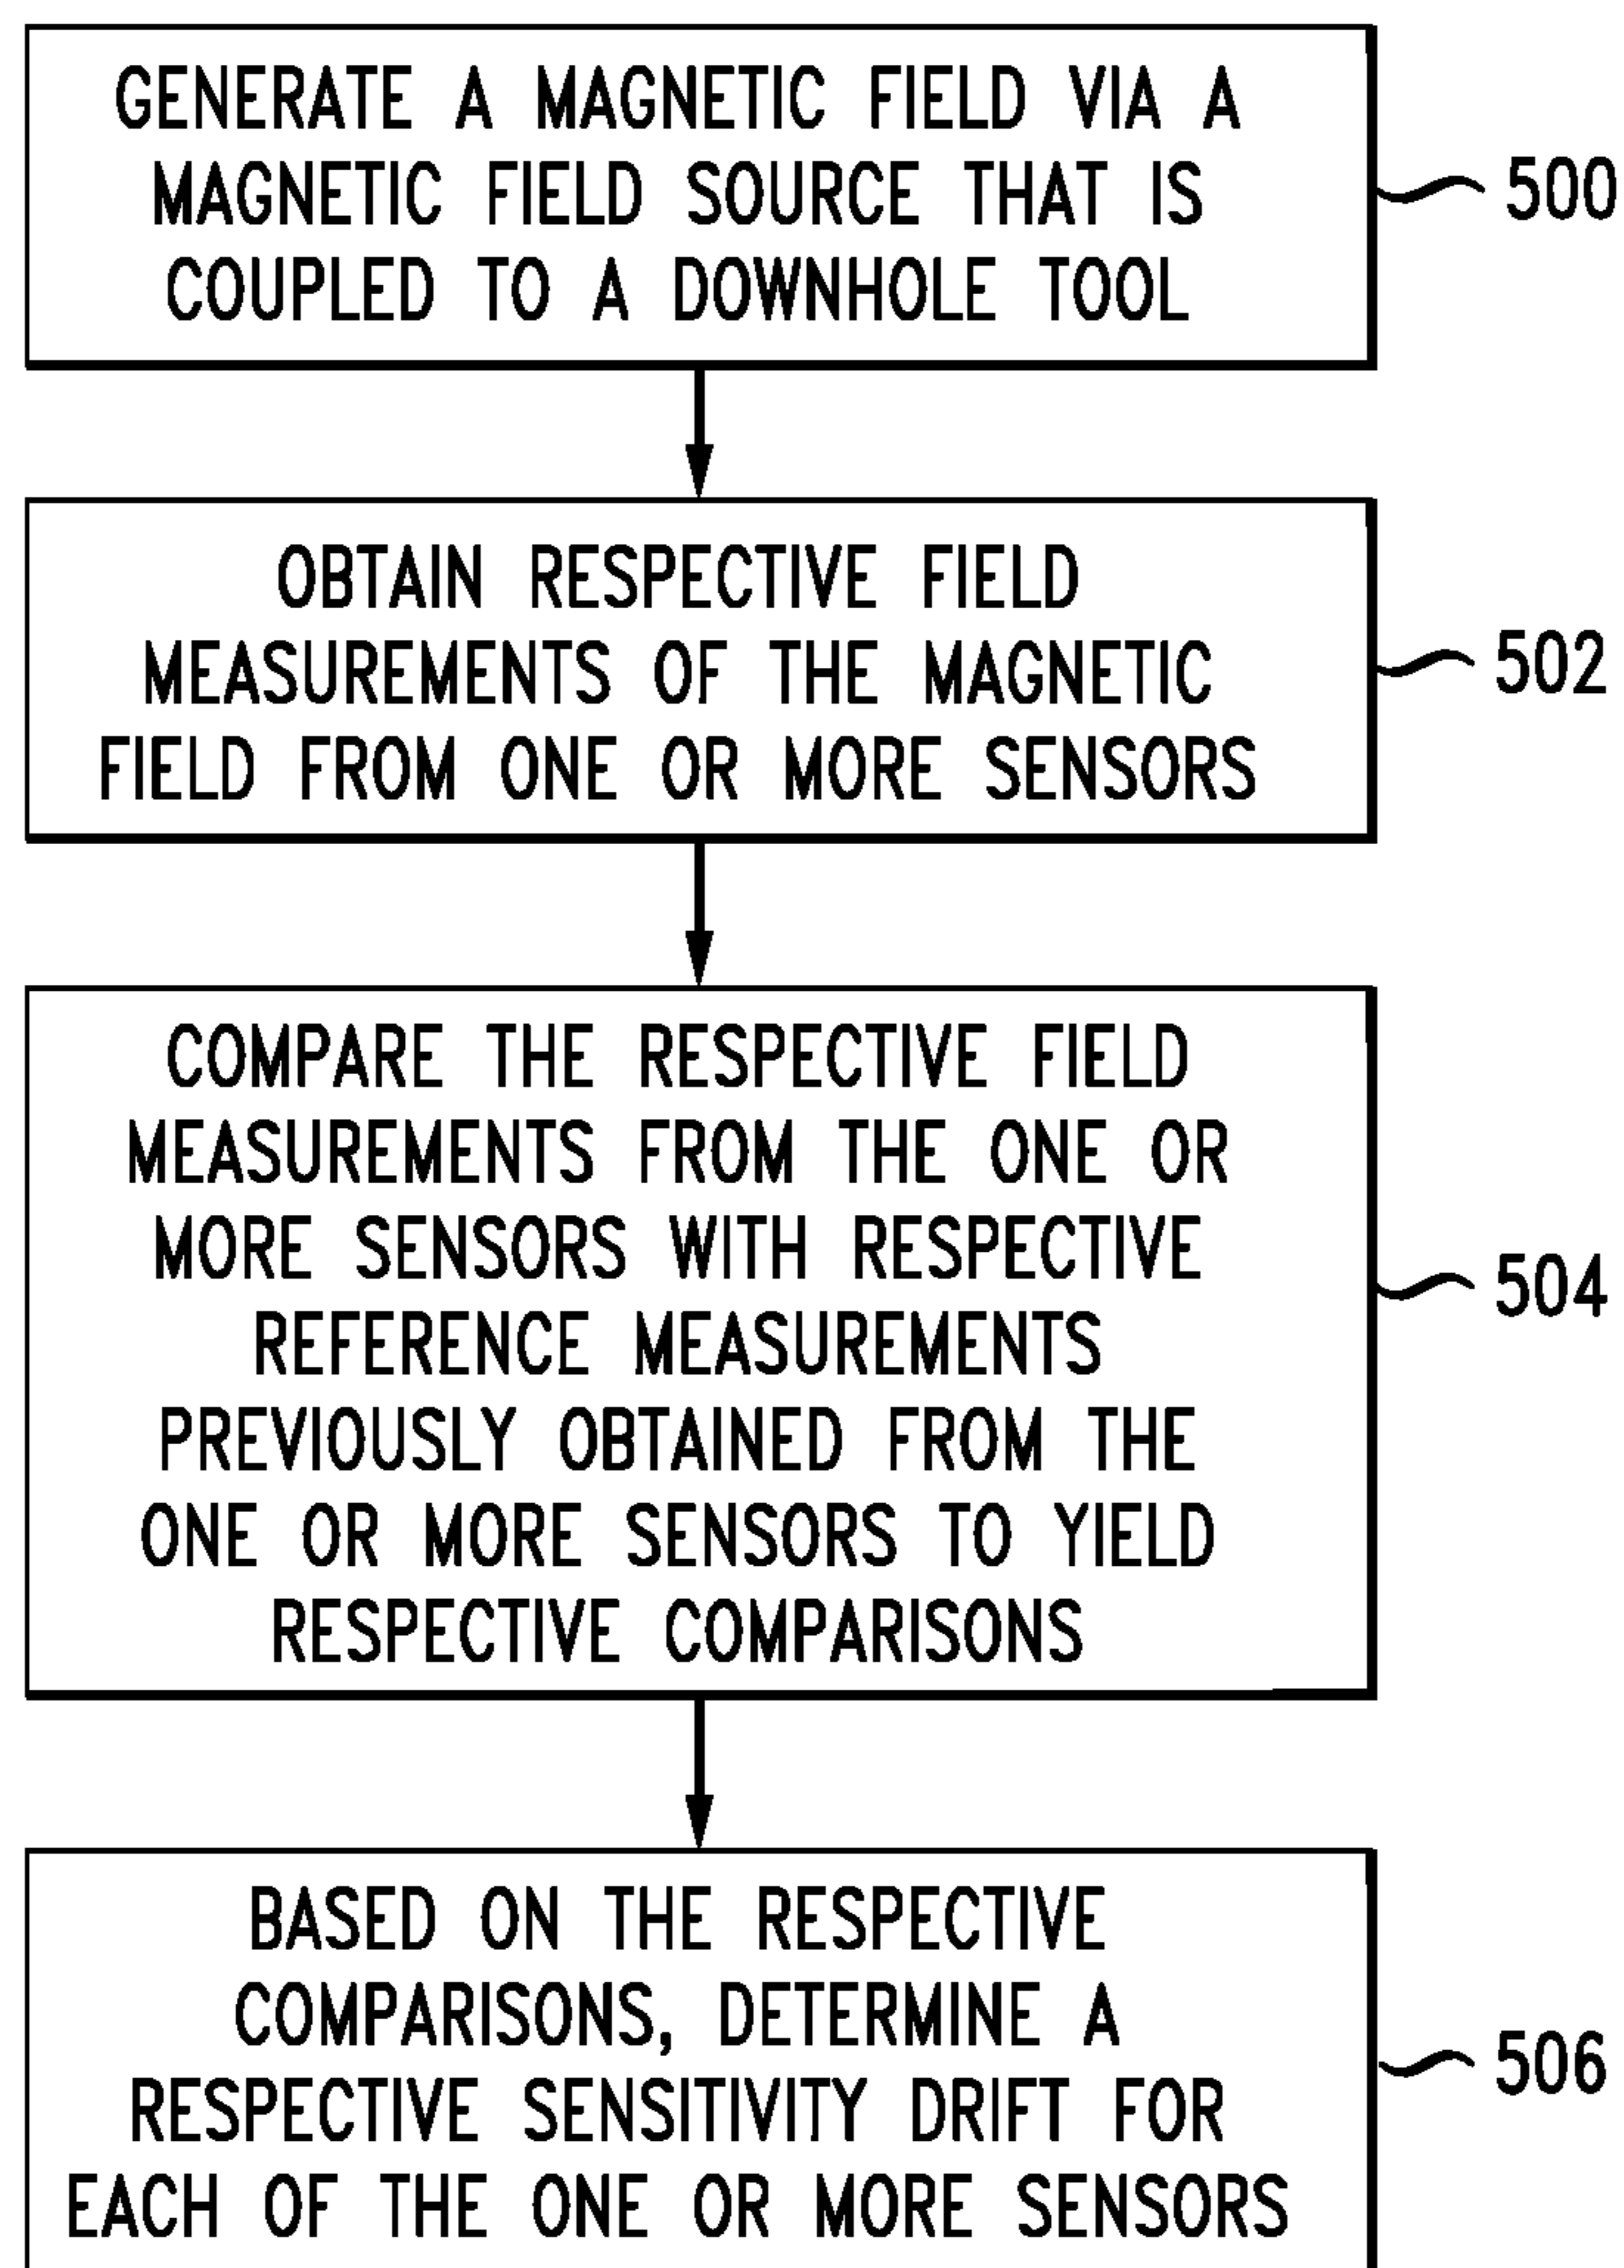 GENERATE A MAGNETIC FIELD VIA A
MAGNETIC FIELD SOURCE THAT IS
COUPLED TO A DOWNHOLE TOOL
500
OBTAIN RESPECTIVE FIELD
MEASUREMENTS OF THE MAGNETIC
FIELD FROM ONE OR MORE SENSORS
502
COMPARE THE RESPECTIVE FIELD
MEASUREMENTS FROM THE ONE OR
MORE SENSORS WITH RESPECTIVE
REFERENCE MEASUREMENTS
PREVIOUSLY OBTAINED FROM THE
ONE OR MORE SENSORS TO YIELD
RESPECTIVE COMPARISONS
504
BASED ON THE RESPECTIVE
COMPARISONS, DETERMINE A
RESPECTIVE SENSITIVITY DRIFT FOR
EACH OF THE ONE OR MORE SENSORS
506